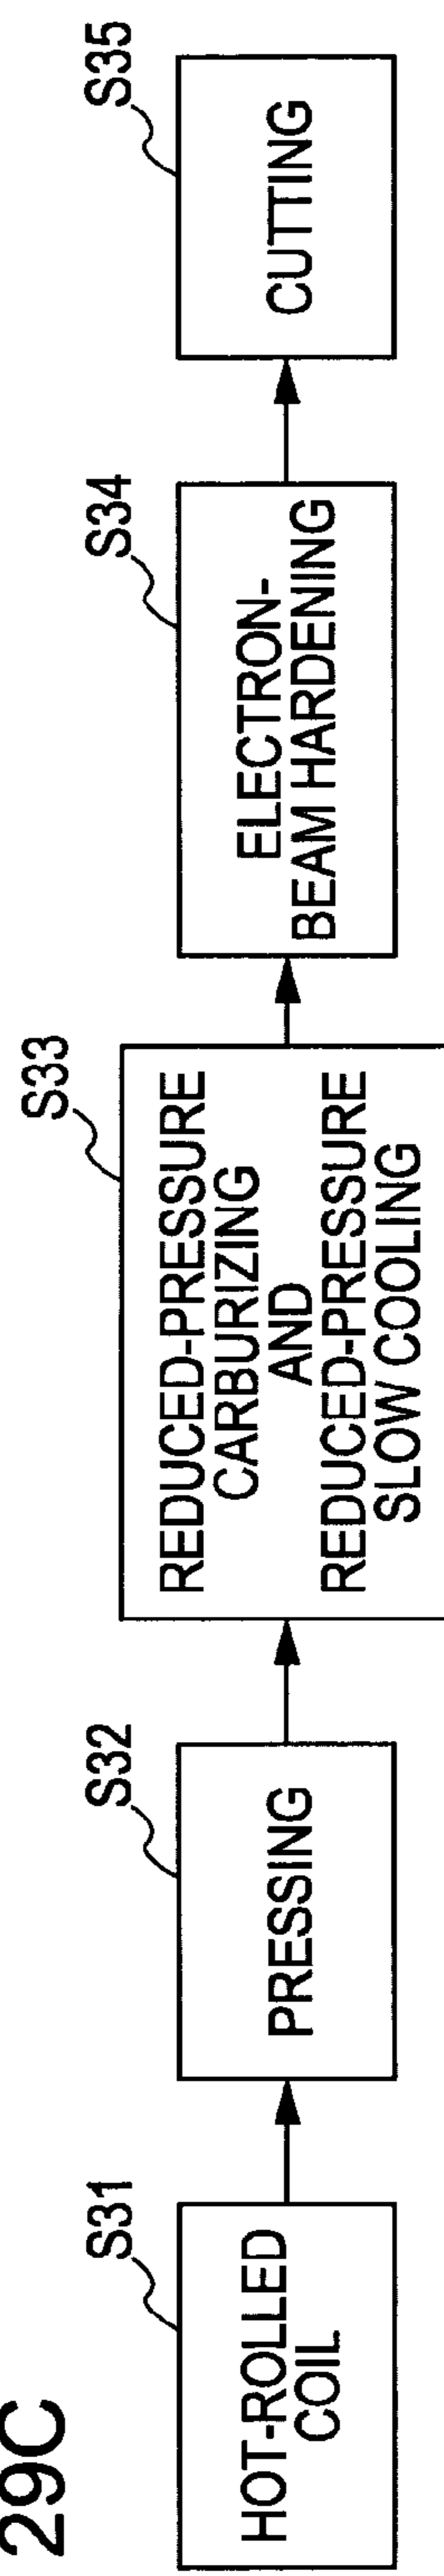 29C
S31
HOT-ROLLED
COIL
S32
PRESSING
S33
REDUCED-PRESSURE
CARBURIZING
AND
REDUCED-PRESSURE
SLOW COOLING
S34
ELECTRON-
BEAM HARDENING
S35
CUTTING